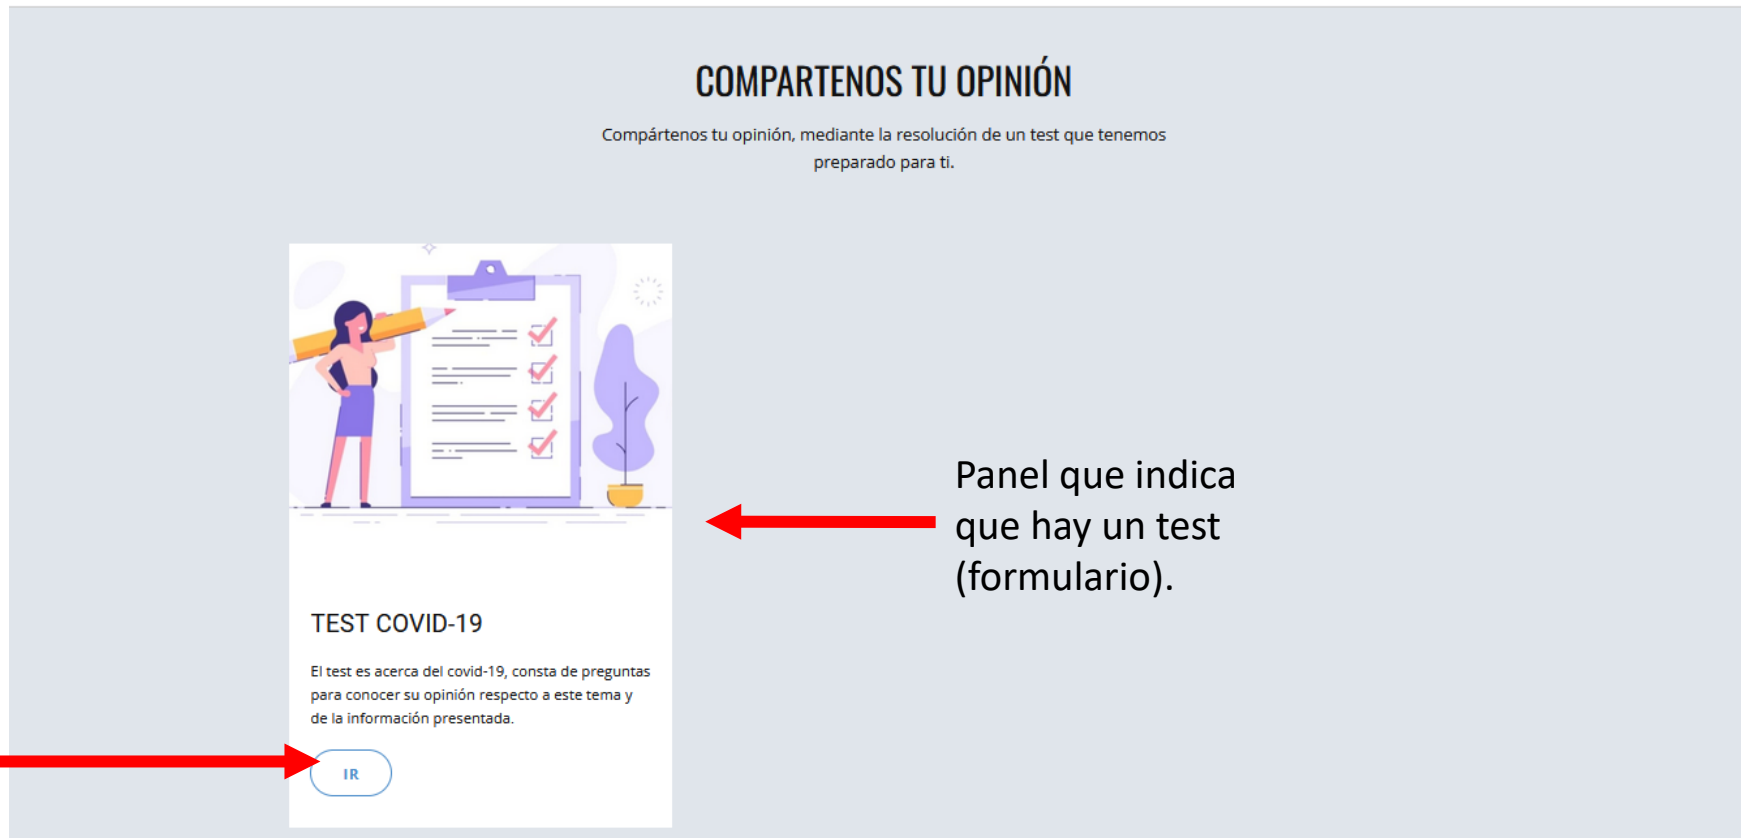 COMPARTENOS TU OPINIÓN
Compártenos tu opinión, mediante la resolución de un test que tenemos
preparado para ti.
Panel que indica
que hay un test
(formulario).
TEST COVID-19
El test es acerca del covid-19, consta de preguntas
para conocer su opinión respecto a este tema y
de la información presentada.
IR